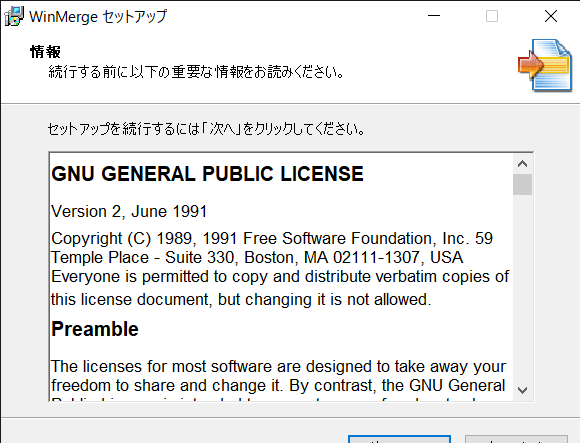 WinMerge セットアップ
情報
続行する前に以下の重要な情報をお読みください。
セットアップを続行するには「次へ」をクリックしてください。
GNU GENERAL PUBLIC LICENSE
Version 2, June 1991
Copyright (C) 1989, 1991 Free Software Foundation, Inc. 59
Temple Place - Suite 330, Boston, MA 02111-1307, USA
Everyone is permitted to copy and distribute verbatim copies of
this license document, but changing it is not allowed.
Preamble
The licenses for most software are designed to take away your
freedom to share and change it. By contrast, the GNU General